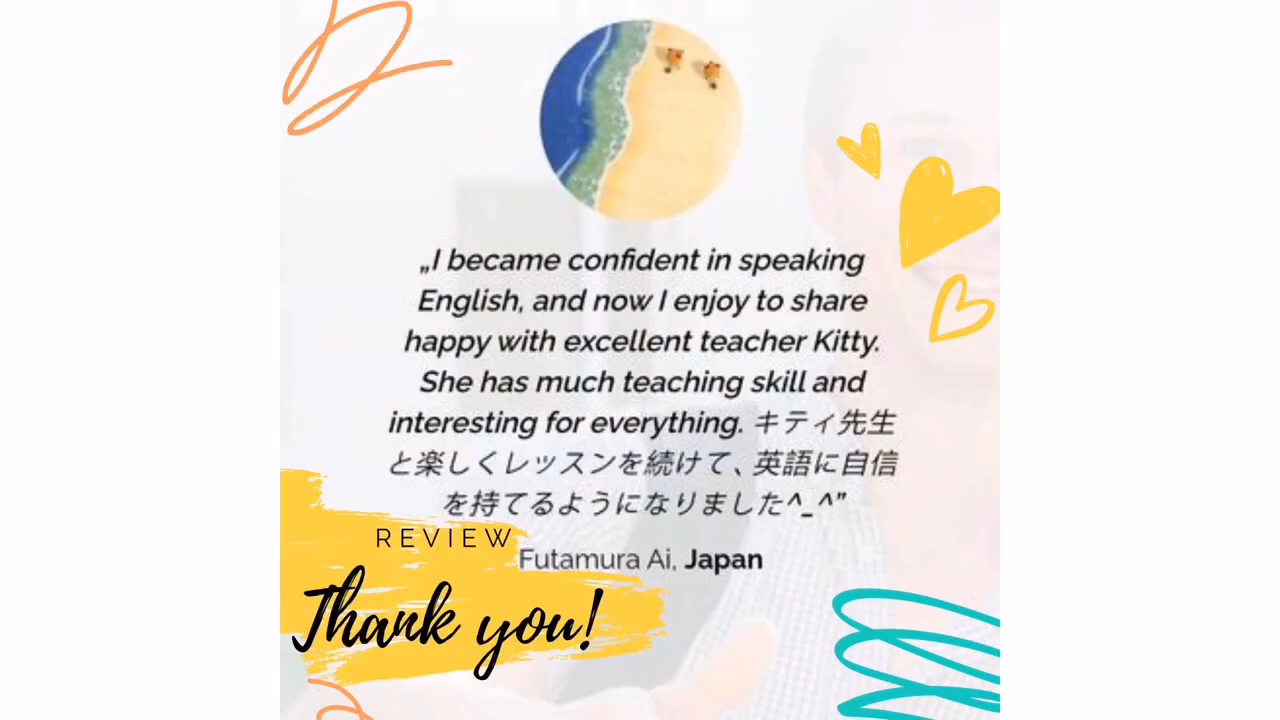 „I became confident in speaking
English, and now I enjoy to share
happy with excellent teacher Kitty.
She has much teaching skill and
interesting for everything. キティ先生
と楽しくレッスンを続けて、英語に自信
を持てるようになりました^_^”
Futamura Ai, Japan
REVIEW
Thank you!